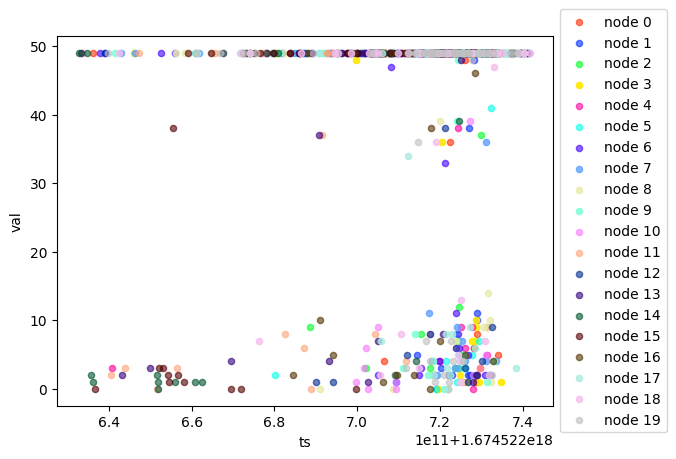 50
40
30
20
10
0
val
6.4 6.6 6.8 7.0 7.2 7.4
ts
1e11+1.674522e18
node 0
node 1
node 2
node 3
node 4
node 5
node 6
node 7
node 8
node 9
node 10
node 11
node 12
node 13
node 14
node 15
node 16
node 17
node 18
node 19